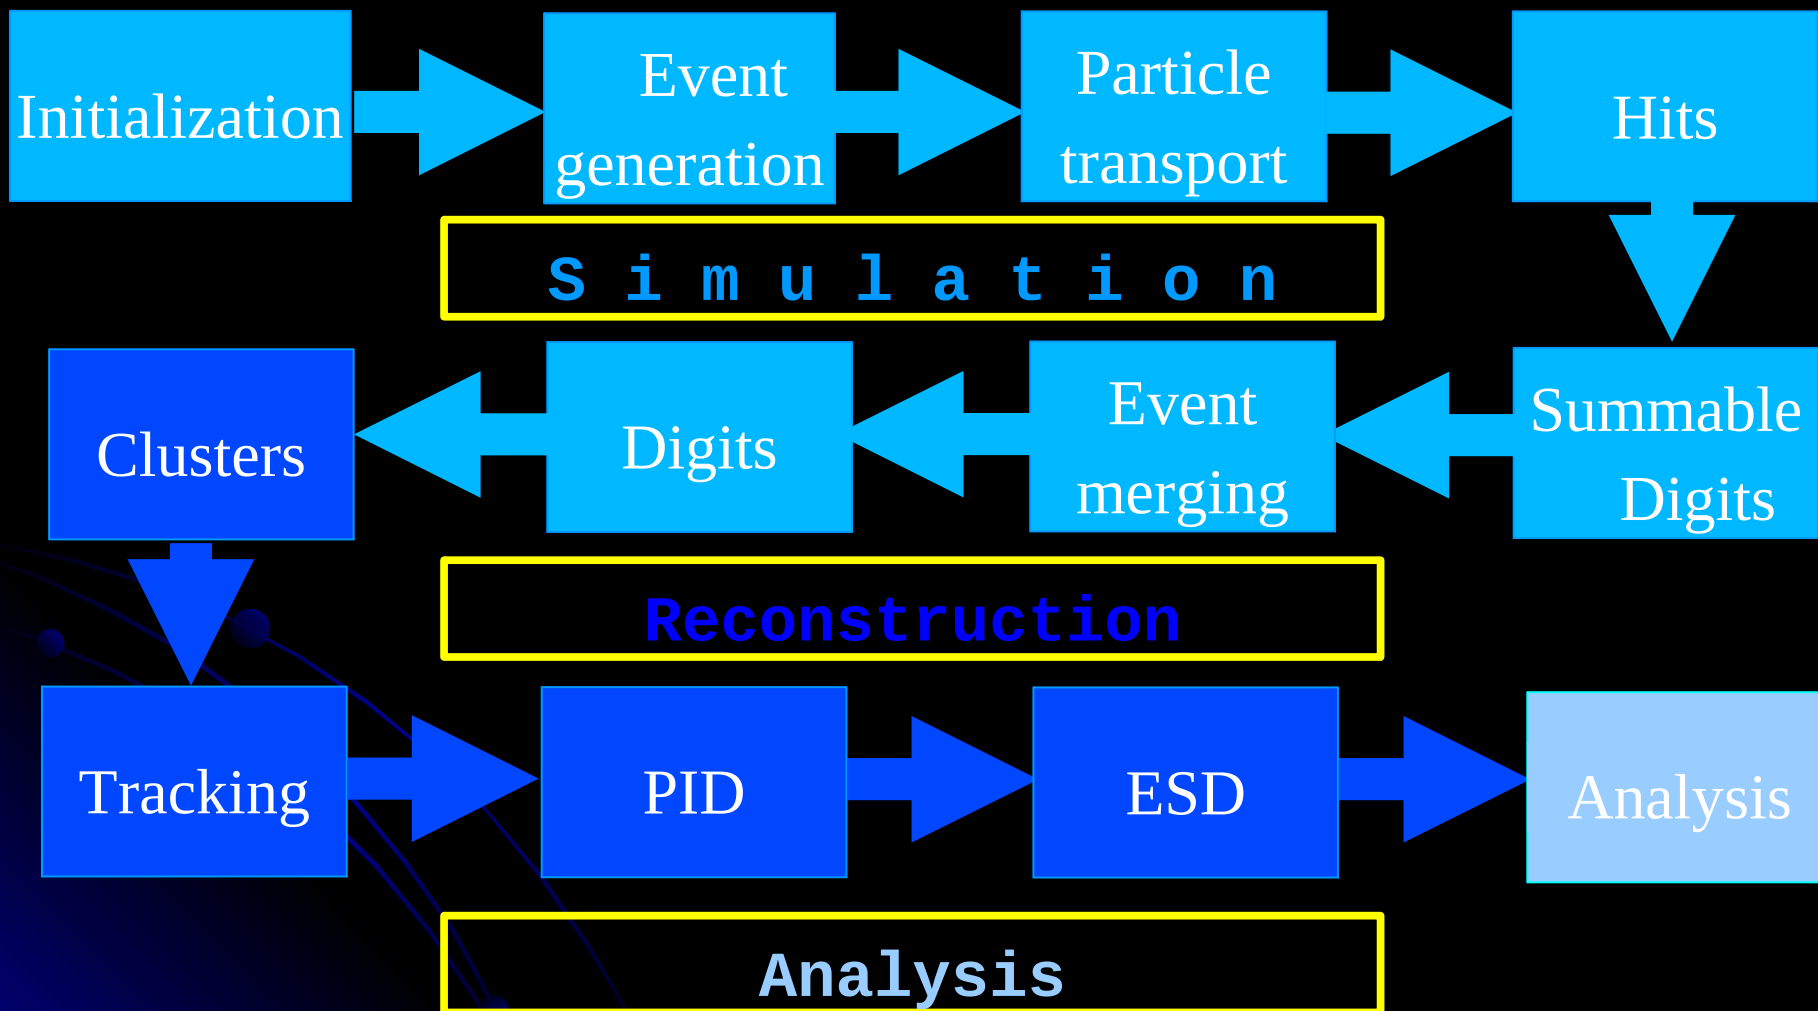 Initialization
Event
generation
Particle
transport
Hits
S i m u l a t i o n
Clusters
Digits
Event
merging
Summable
Digits
Reconstruction
Tracking
PID
ESD
Analysis
Analysis